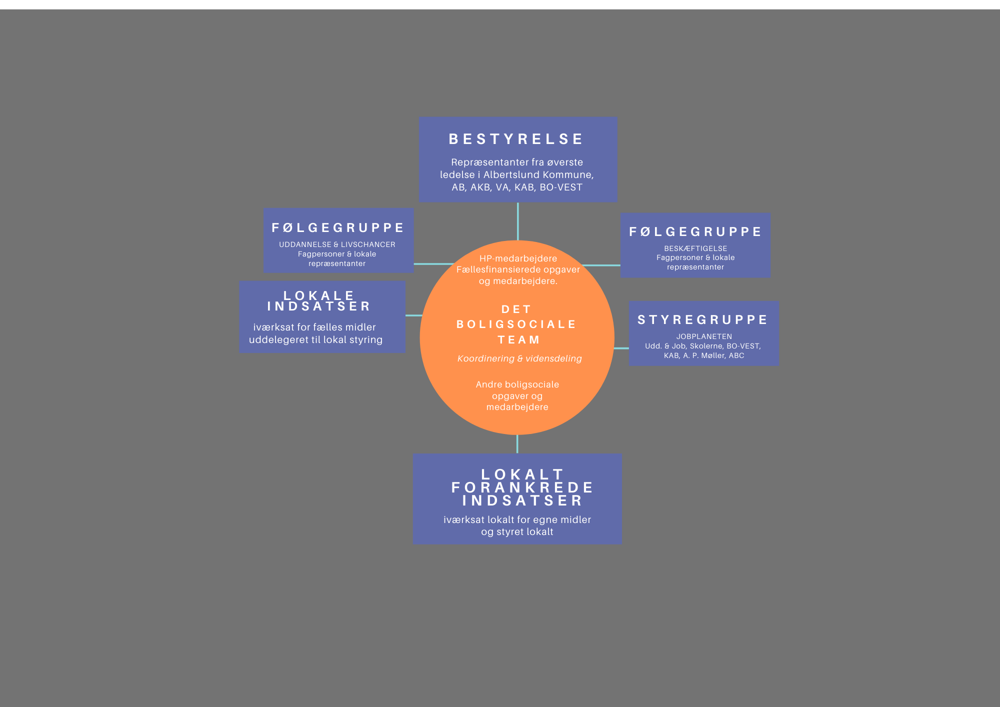 BESTYRELSE
Repræsentanter fra øverste
ledelse i Albertslund Kommune,
AB, AKB, VA, KAB, BO-VEST
FØLGEGRUPPE
UDDANNELSE & LIVSCHANCER
Fagpersoner & lokale
repræsentanter
FØLGEGRUPPE
BESKÆFTIGELSE
Fagpersoner & lokale
repræsentanter
LOKALE
INDSATSER
iværksat for fælles midler
uddelegeret til lokal styring
HP-medarbejdere
Fællesfinansierede opgaver
og medarbejdere.
DET
BOLIGSOCIALE
TEAM
Koordinering & vidensdeling
Andre boligsociale
opgaver og
medarbejdere
STYREGRUPPE
JOBPLANETEN
Udd. & Job, Skolerne, BO-VEST,
KAB, A. P. Møller, ABC
LOKALT
FORANKREDE
INDSATSER
iværksat lokalt for egne midler
og styret lokalt